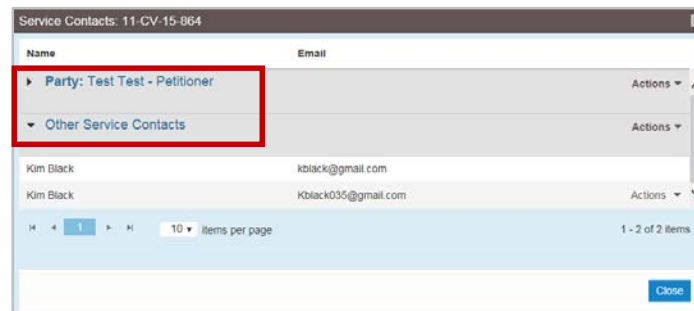 Service Contacts: 11-CV-15-864
Name Email
Party: Test Test - Petitioner Actions
Other Service Contacts Actions
Kim Black kblack@gmail.com
Kim Black Kblack035@gmail.com Actions
1 10 items per page 1 - 2 of 2 items
Close